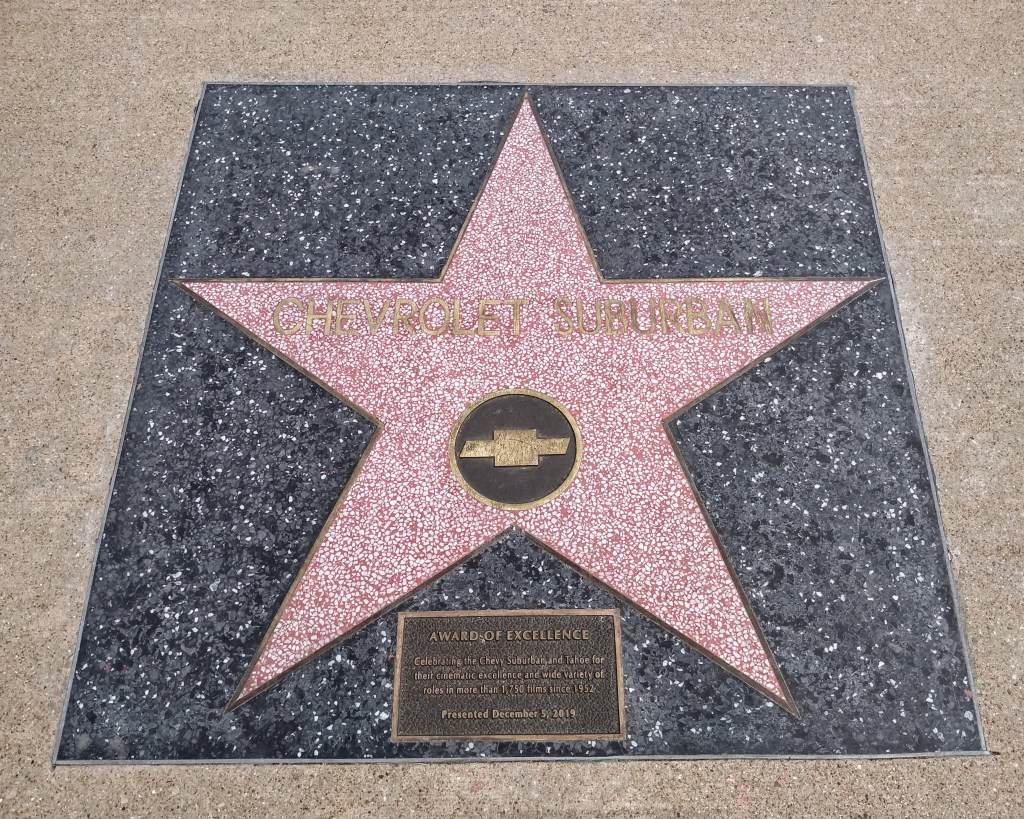 CHEVROLET SUBURBAN
AWARD OF EXCELLENCE
Celebrating the Chevy Suburban and Tahoe for
their cinematic excellence and wide variety of
roles in more than 1,750 films since 1952.
Presented December 5, 2019